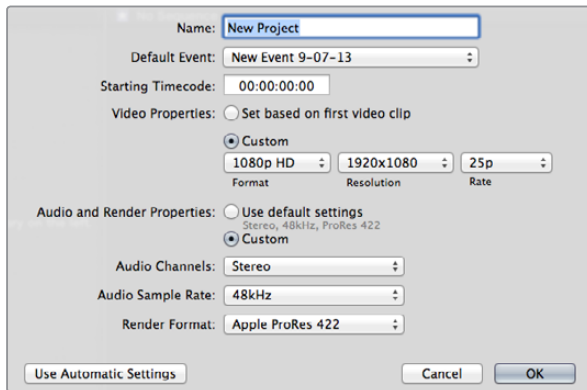 Name: New Project
Default Event: New Event 9-07-13
Starting Timecode: 00:00:00:00
Video Properties: Set based on first video clip
Custom
1080p HD 1920x1080 25p
Format Resolution Rate
Audio and Render Properties: Use default settings
Stereo, 48kHz, ProRes 422
Custom
Audio Channels: Stereo
Audio Sample Rate: 48kHz
Render Format: Apple ProRes 422
Use Automatic Settings Cancel OK